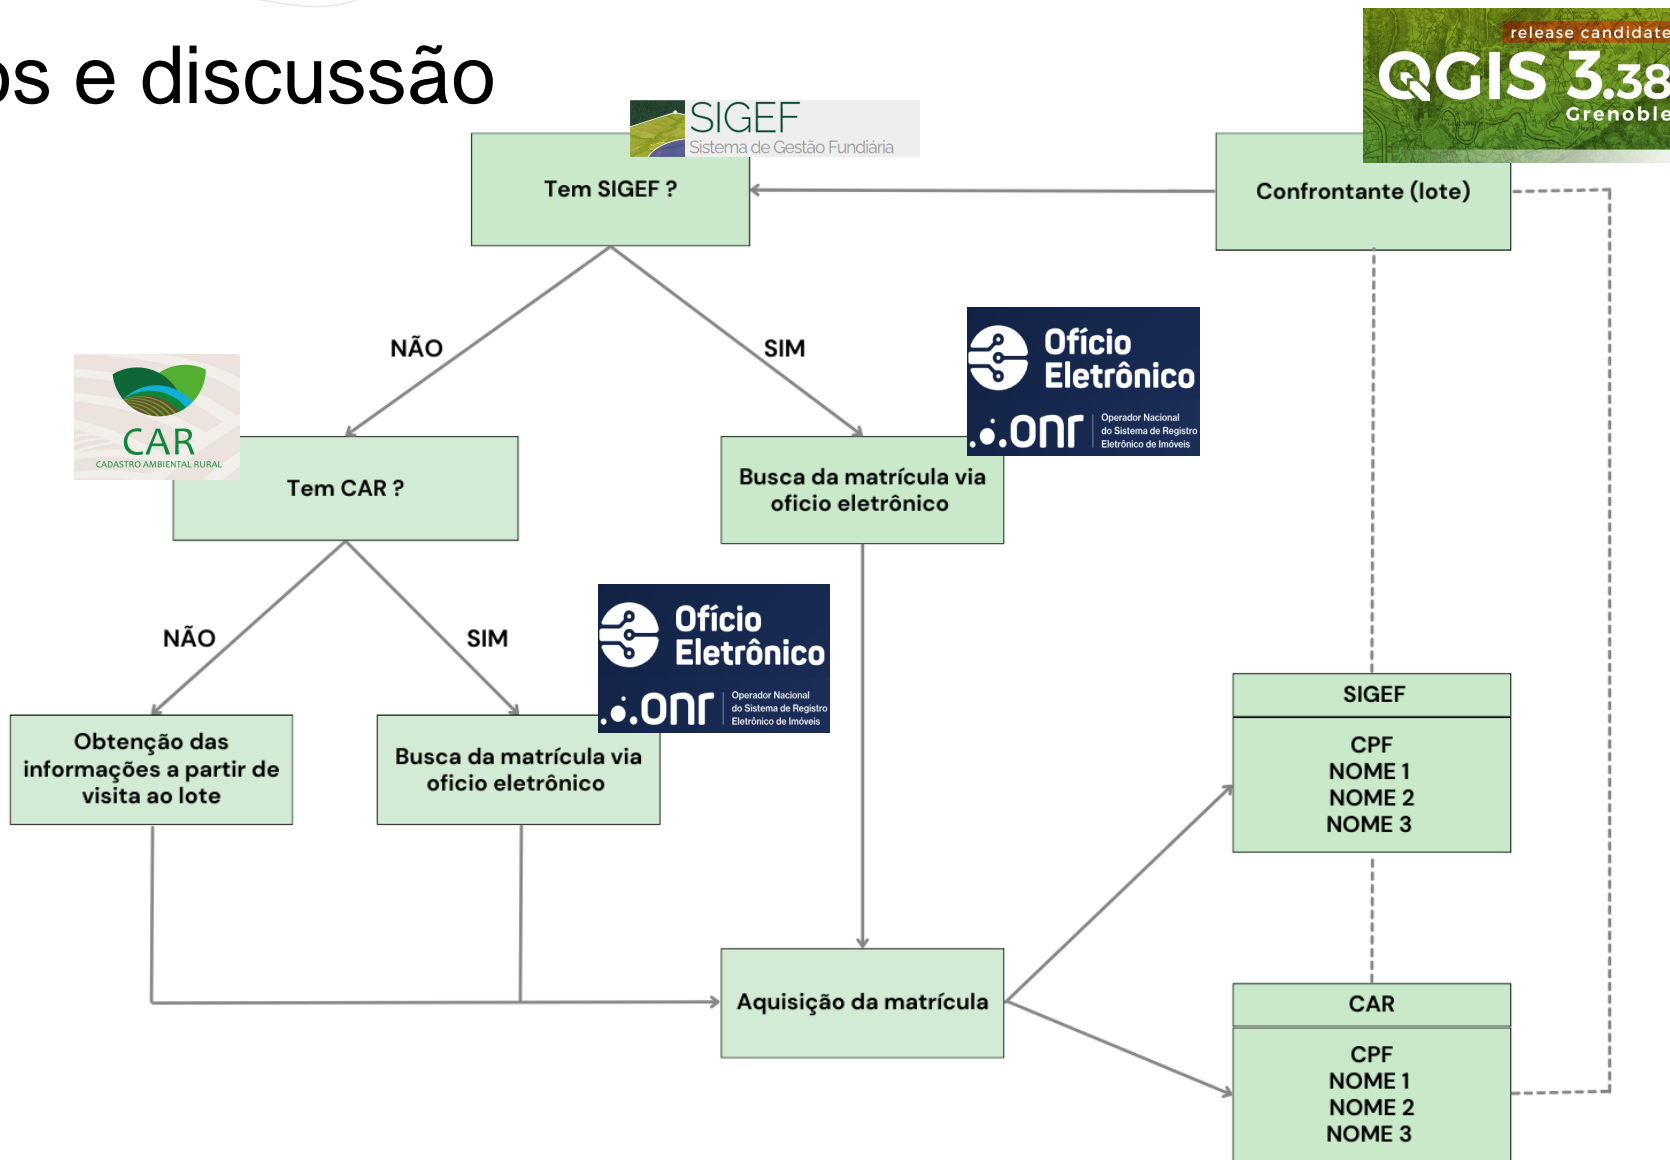 os e discussão
release candidate
QGIS 3.38
Grenoble
SIGEF
Sistema de Gestão Fundiária
Tem SIGEF ?
Confrontante (lote)
NÃO
SIM
Ofício
Eletrônico
onr
Operador Nacional
do Sistema de Registro
Eletrônico de Imóveis
CAR
CADASTRO AMBIENTAL RURAL
Tem CAR ?
Busca da matrícula via
oficio eletrônico
NÃO
SIM
Ofício
Eletrônico
onr
Operador Nacional
do Sistema de Registro
Eletrônico de Imóveis
Obtenção das
informações a partir de
visita ao lote
Busca da matrícula via
oficio eletrônico
SIGEF
CPF
NOME 1
NOME 2
NOME 3
Aquisição da matrícula
CAR
CPF
NOME 1
NOME 2
NOME 3